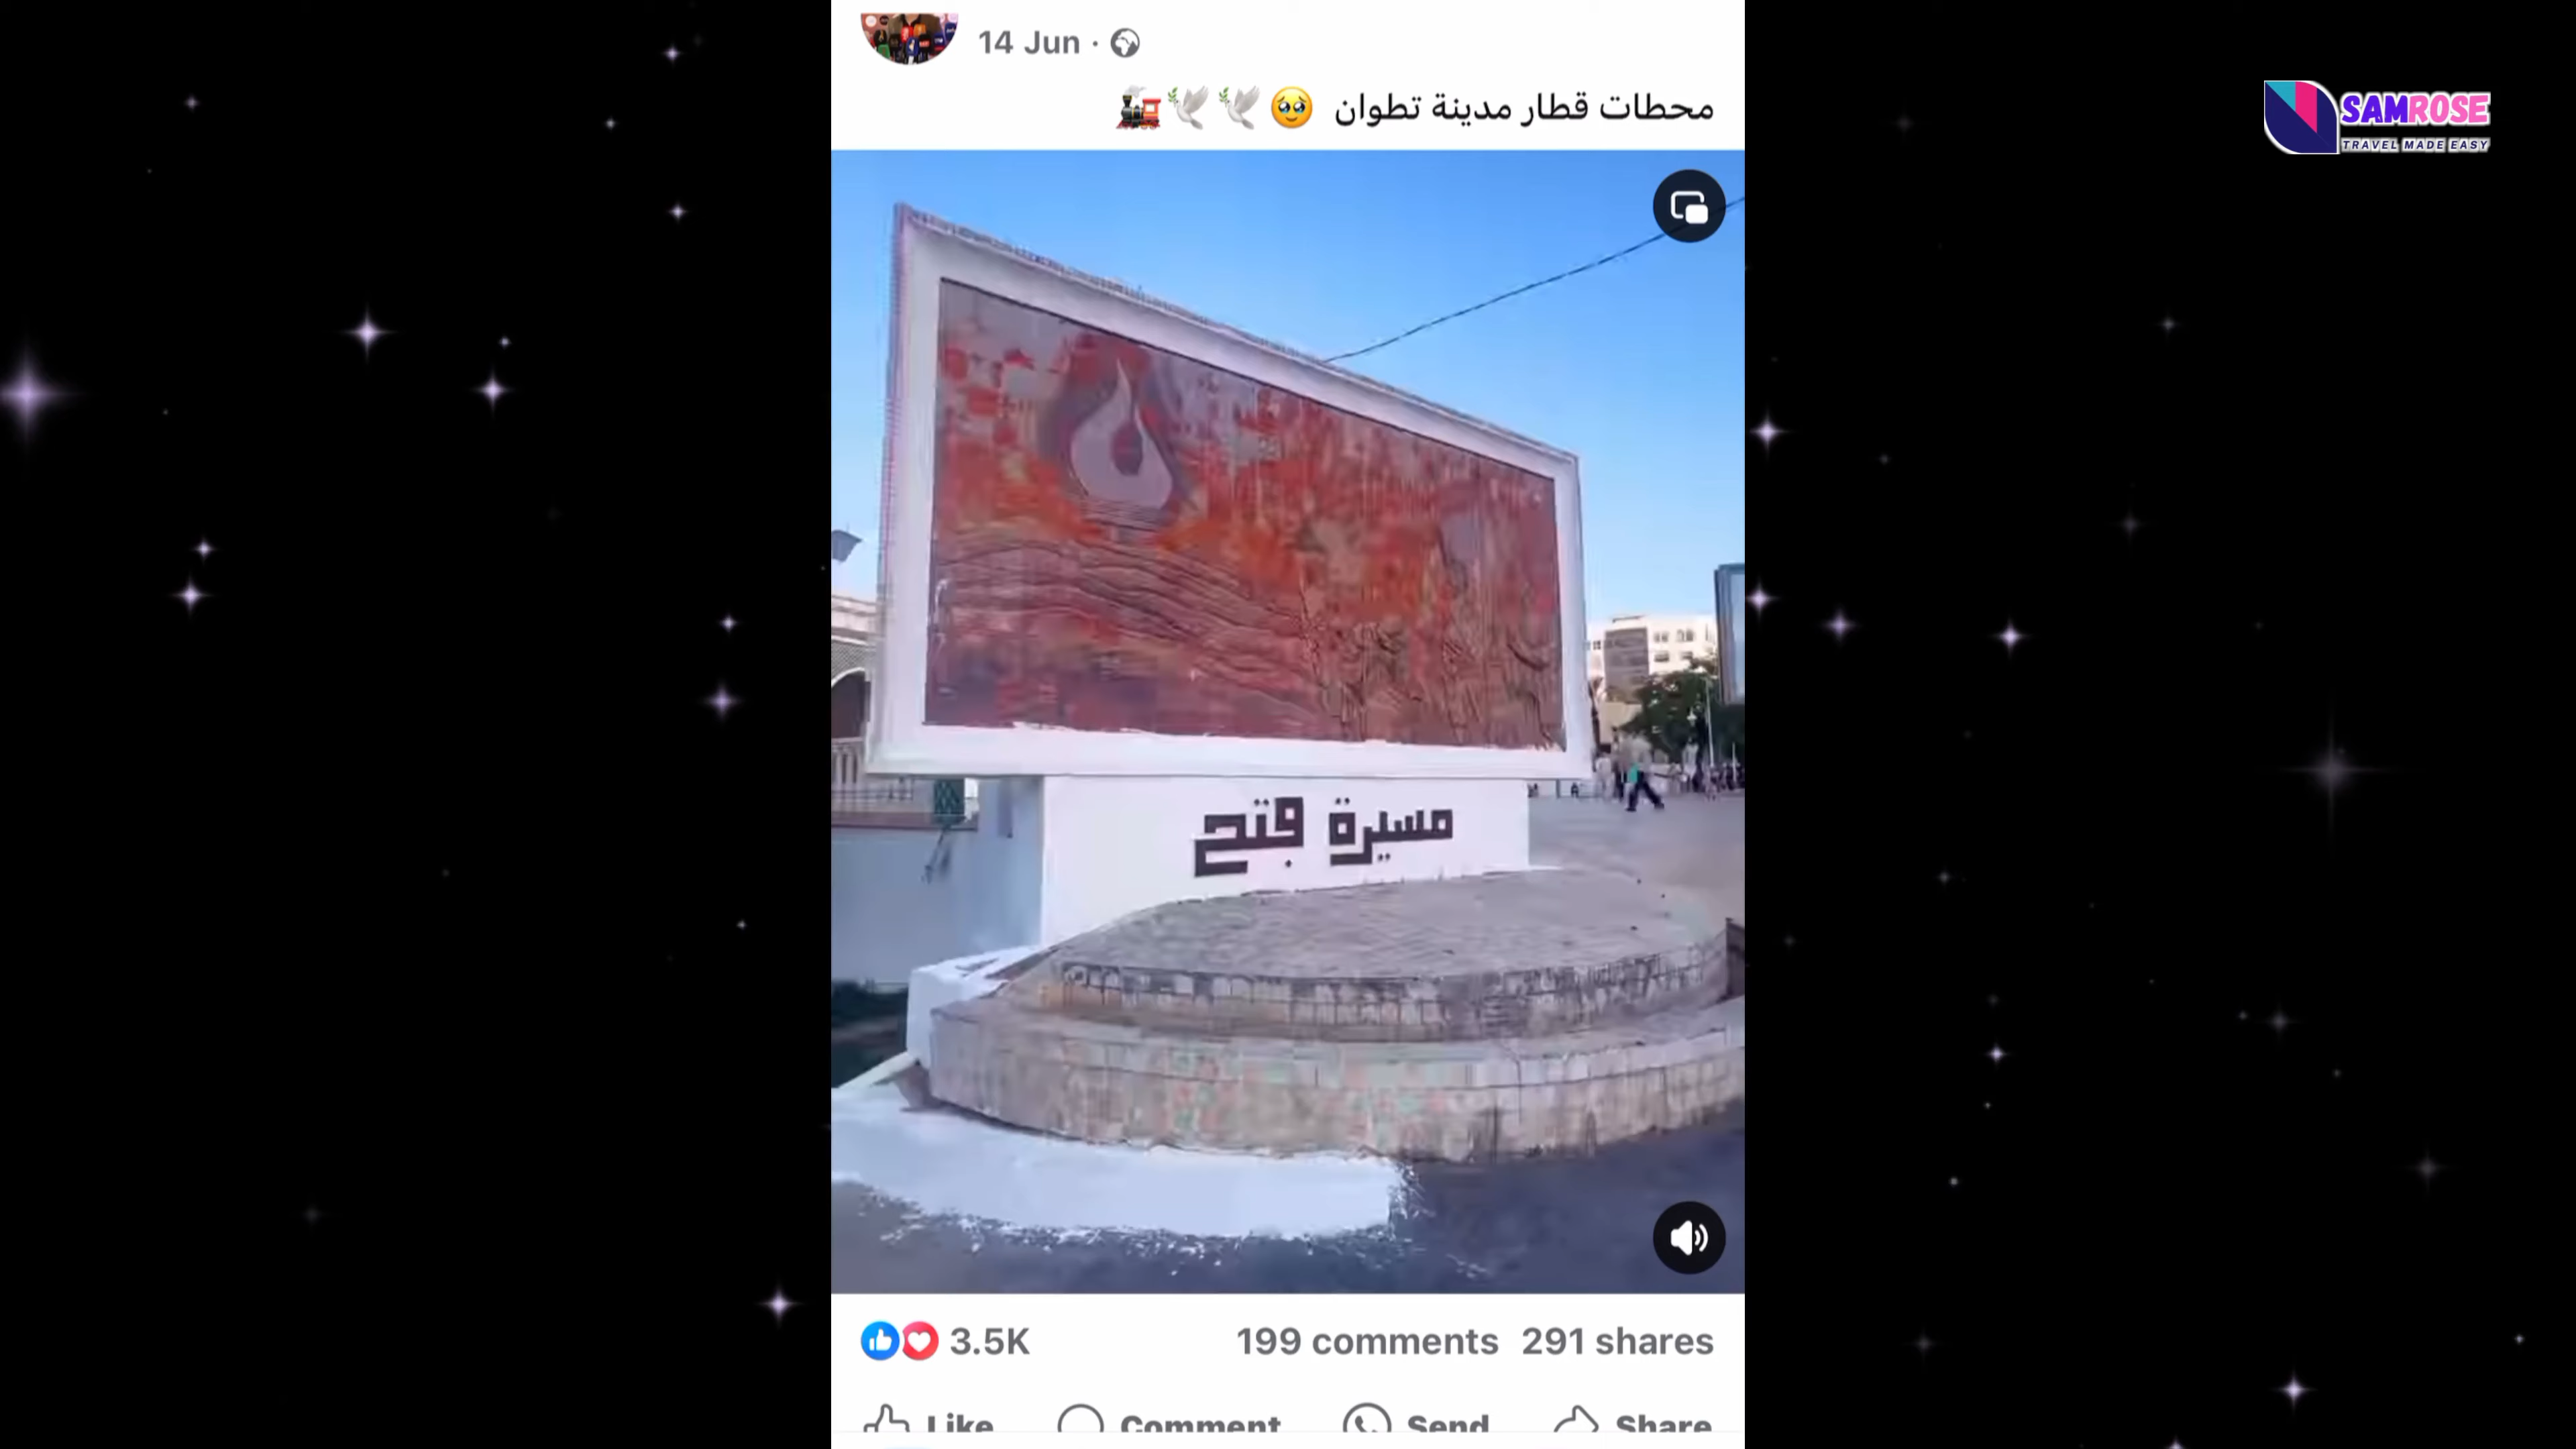 14 Jun ·
محطات قطار مدينة تطوان 🥹 🕊️🕊️🚂
SAMROSE
TRAVEL MADE EASY
مسيرة فتح
3.5K
199 comments 291 shares
Like Comment Send Share